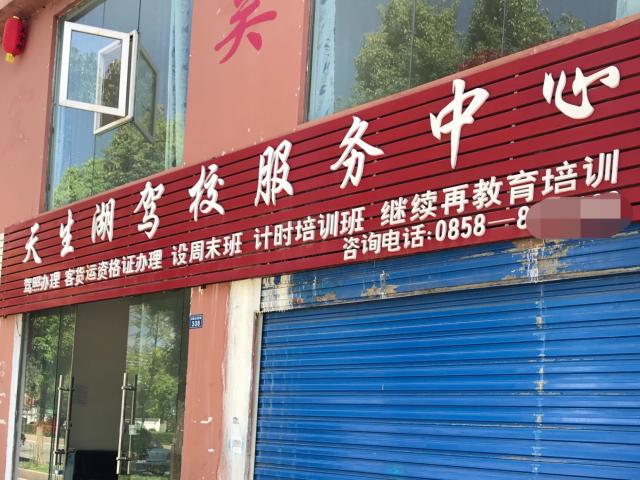 关
天生湖驾校服务中心
驾照办理 客货运资格证办理 设周末班 计时培训班 继续再教育培训
咨询电话:0858—8
338